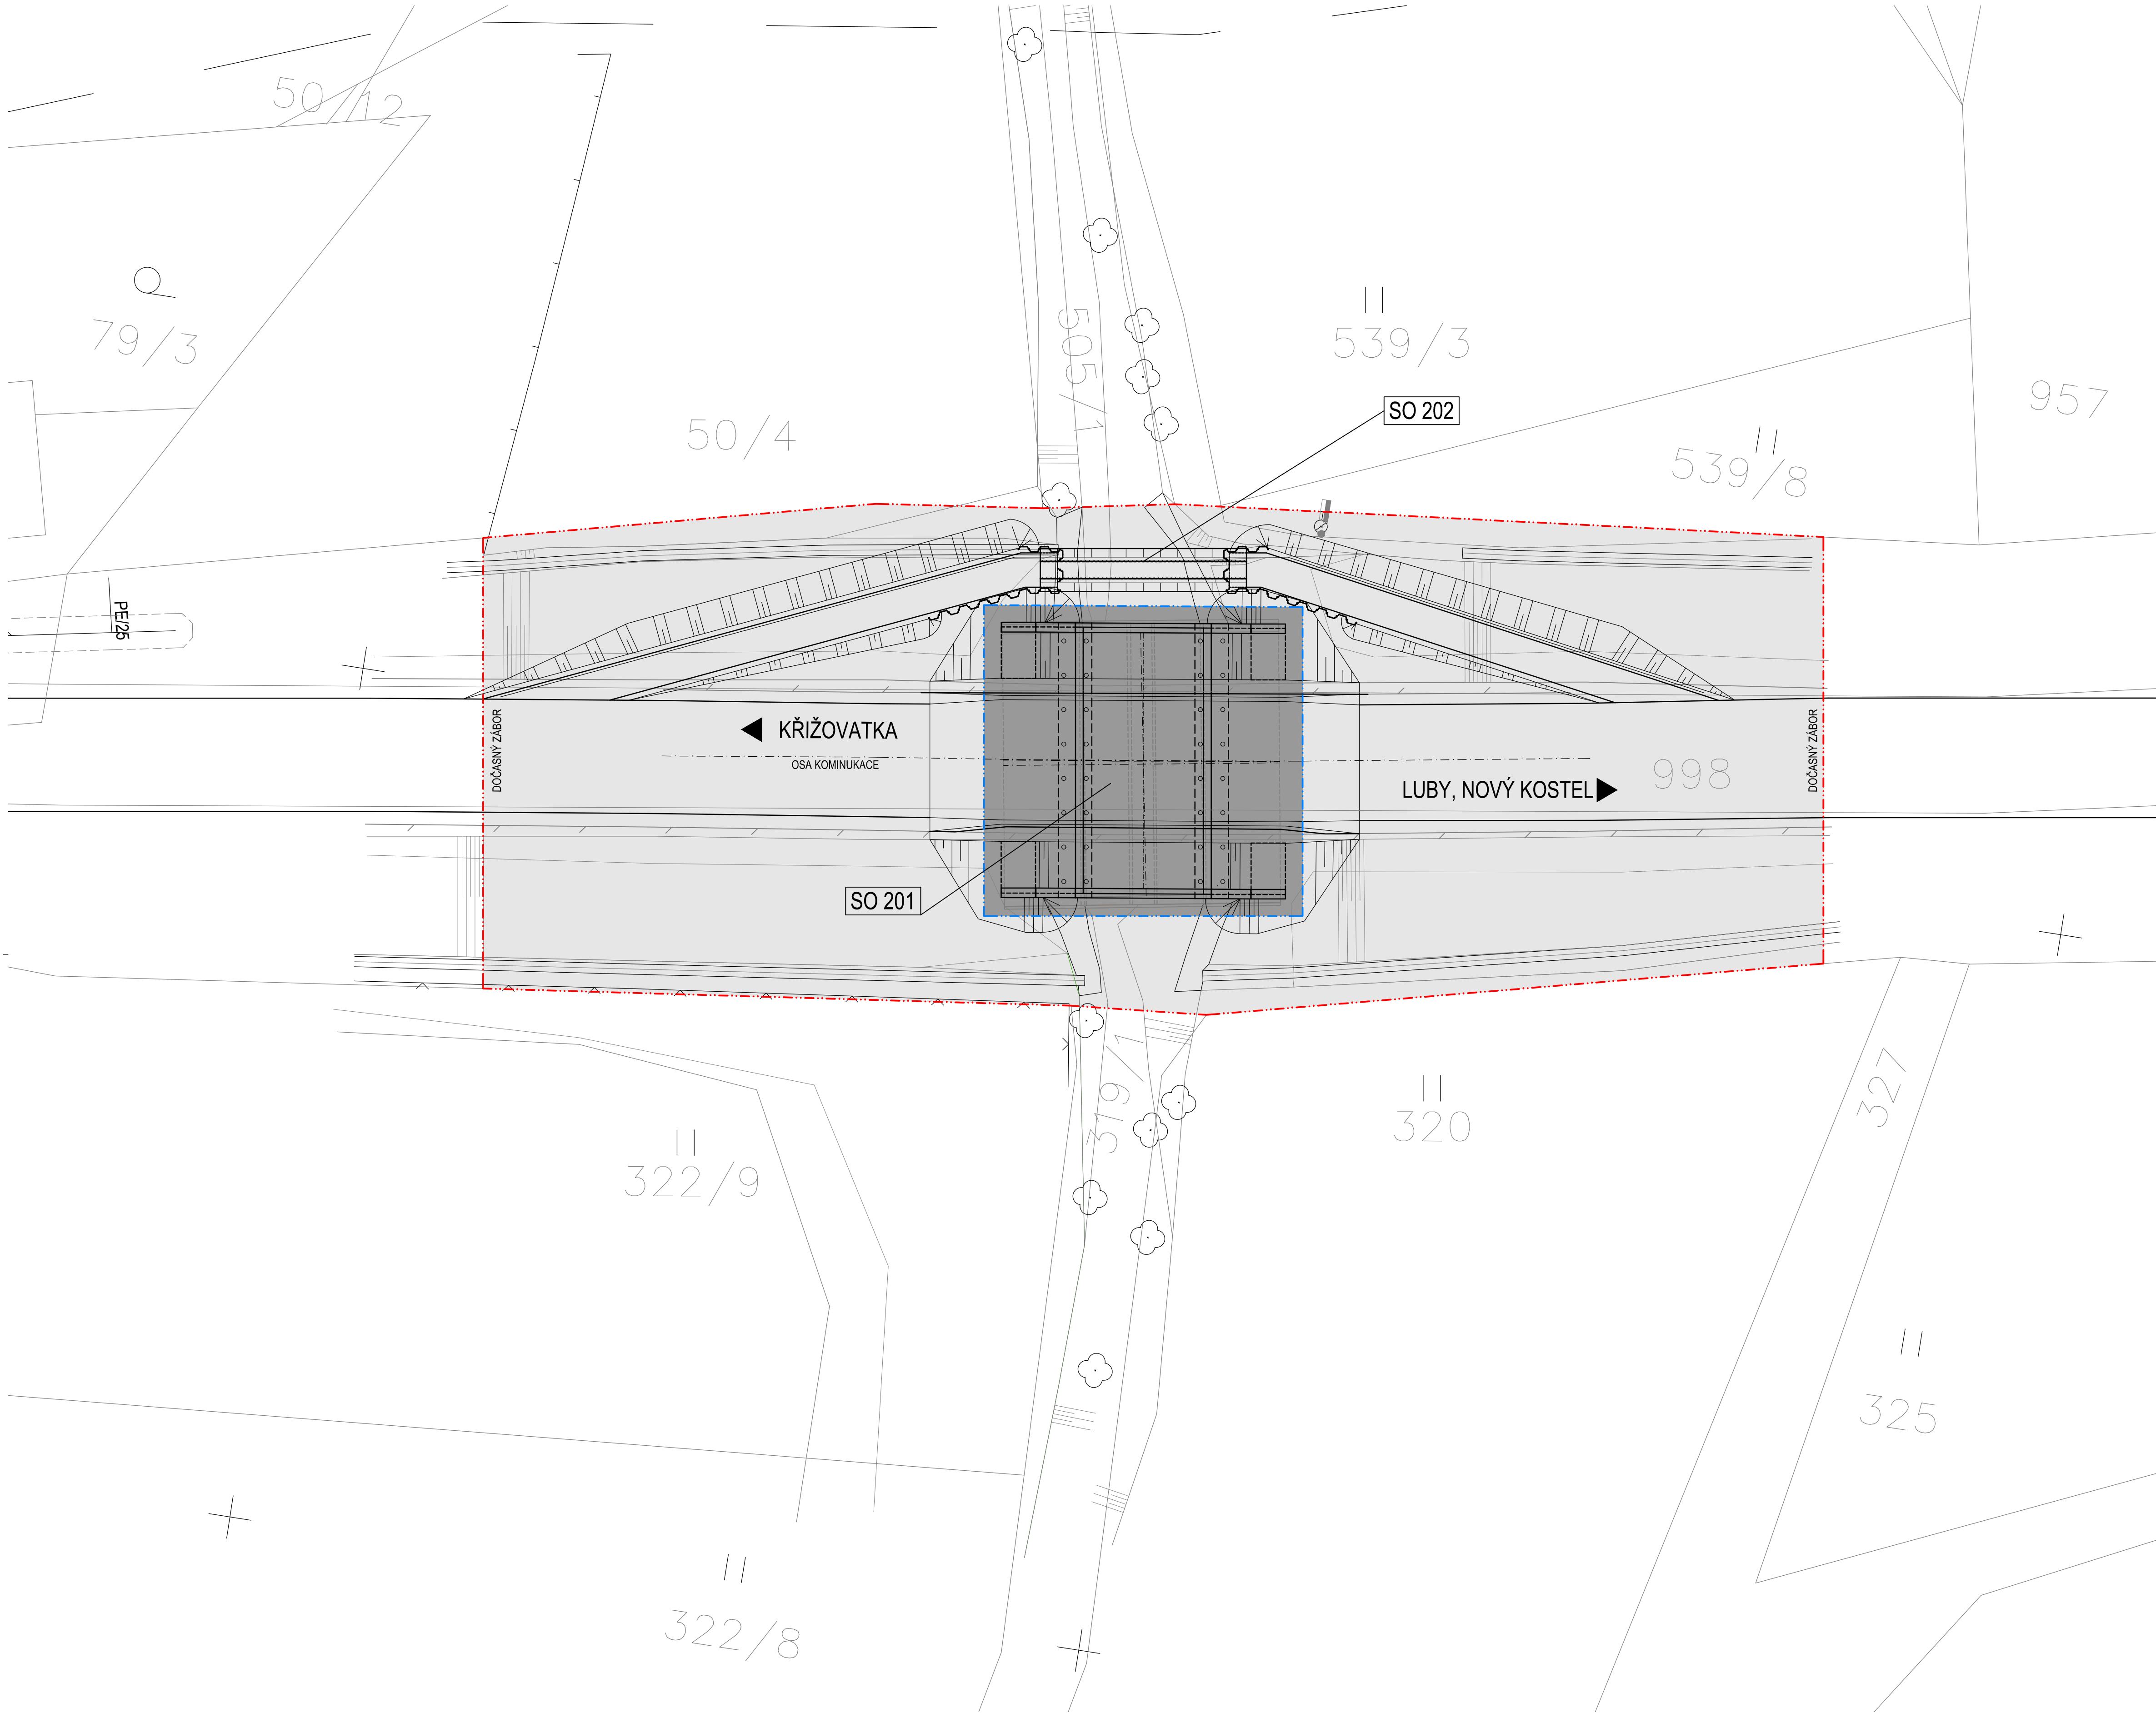 50/12
79/3
505/1
539/3
957
SO 202
50/4
539/8
PE/25
DOČASNÝ ZÁBOR
KŘIŽOVATKA
OSA KOMINUKACE
DOČASNÝ ZÁBOR
998
LUBY, NOVÝ KOSTEL
SO 201
319/1
327
320
322/9
325
322/8